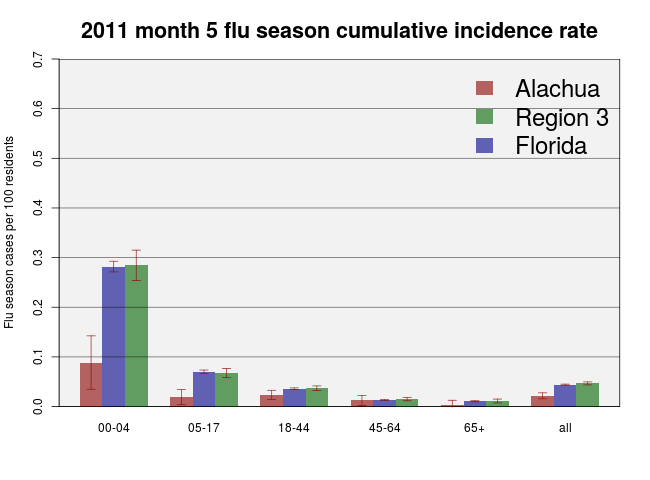 2011 month 5 flu season cumulative incidence rate
Flu season cases per 100 residents
0.7
0.6
0.5
0.4
0.3
0.2
0.1
0.0
Alachua
Region 3
Florida
00-04 05-17 18-44 45-64 65+ all